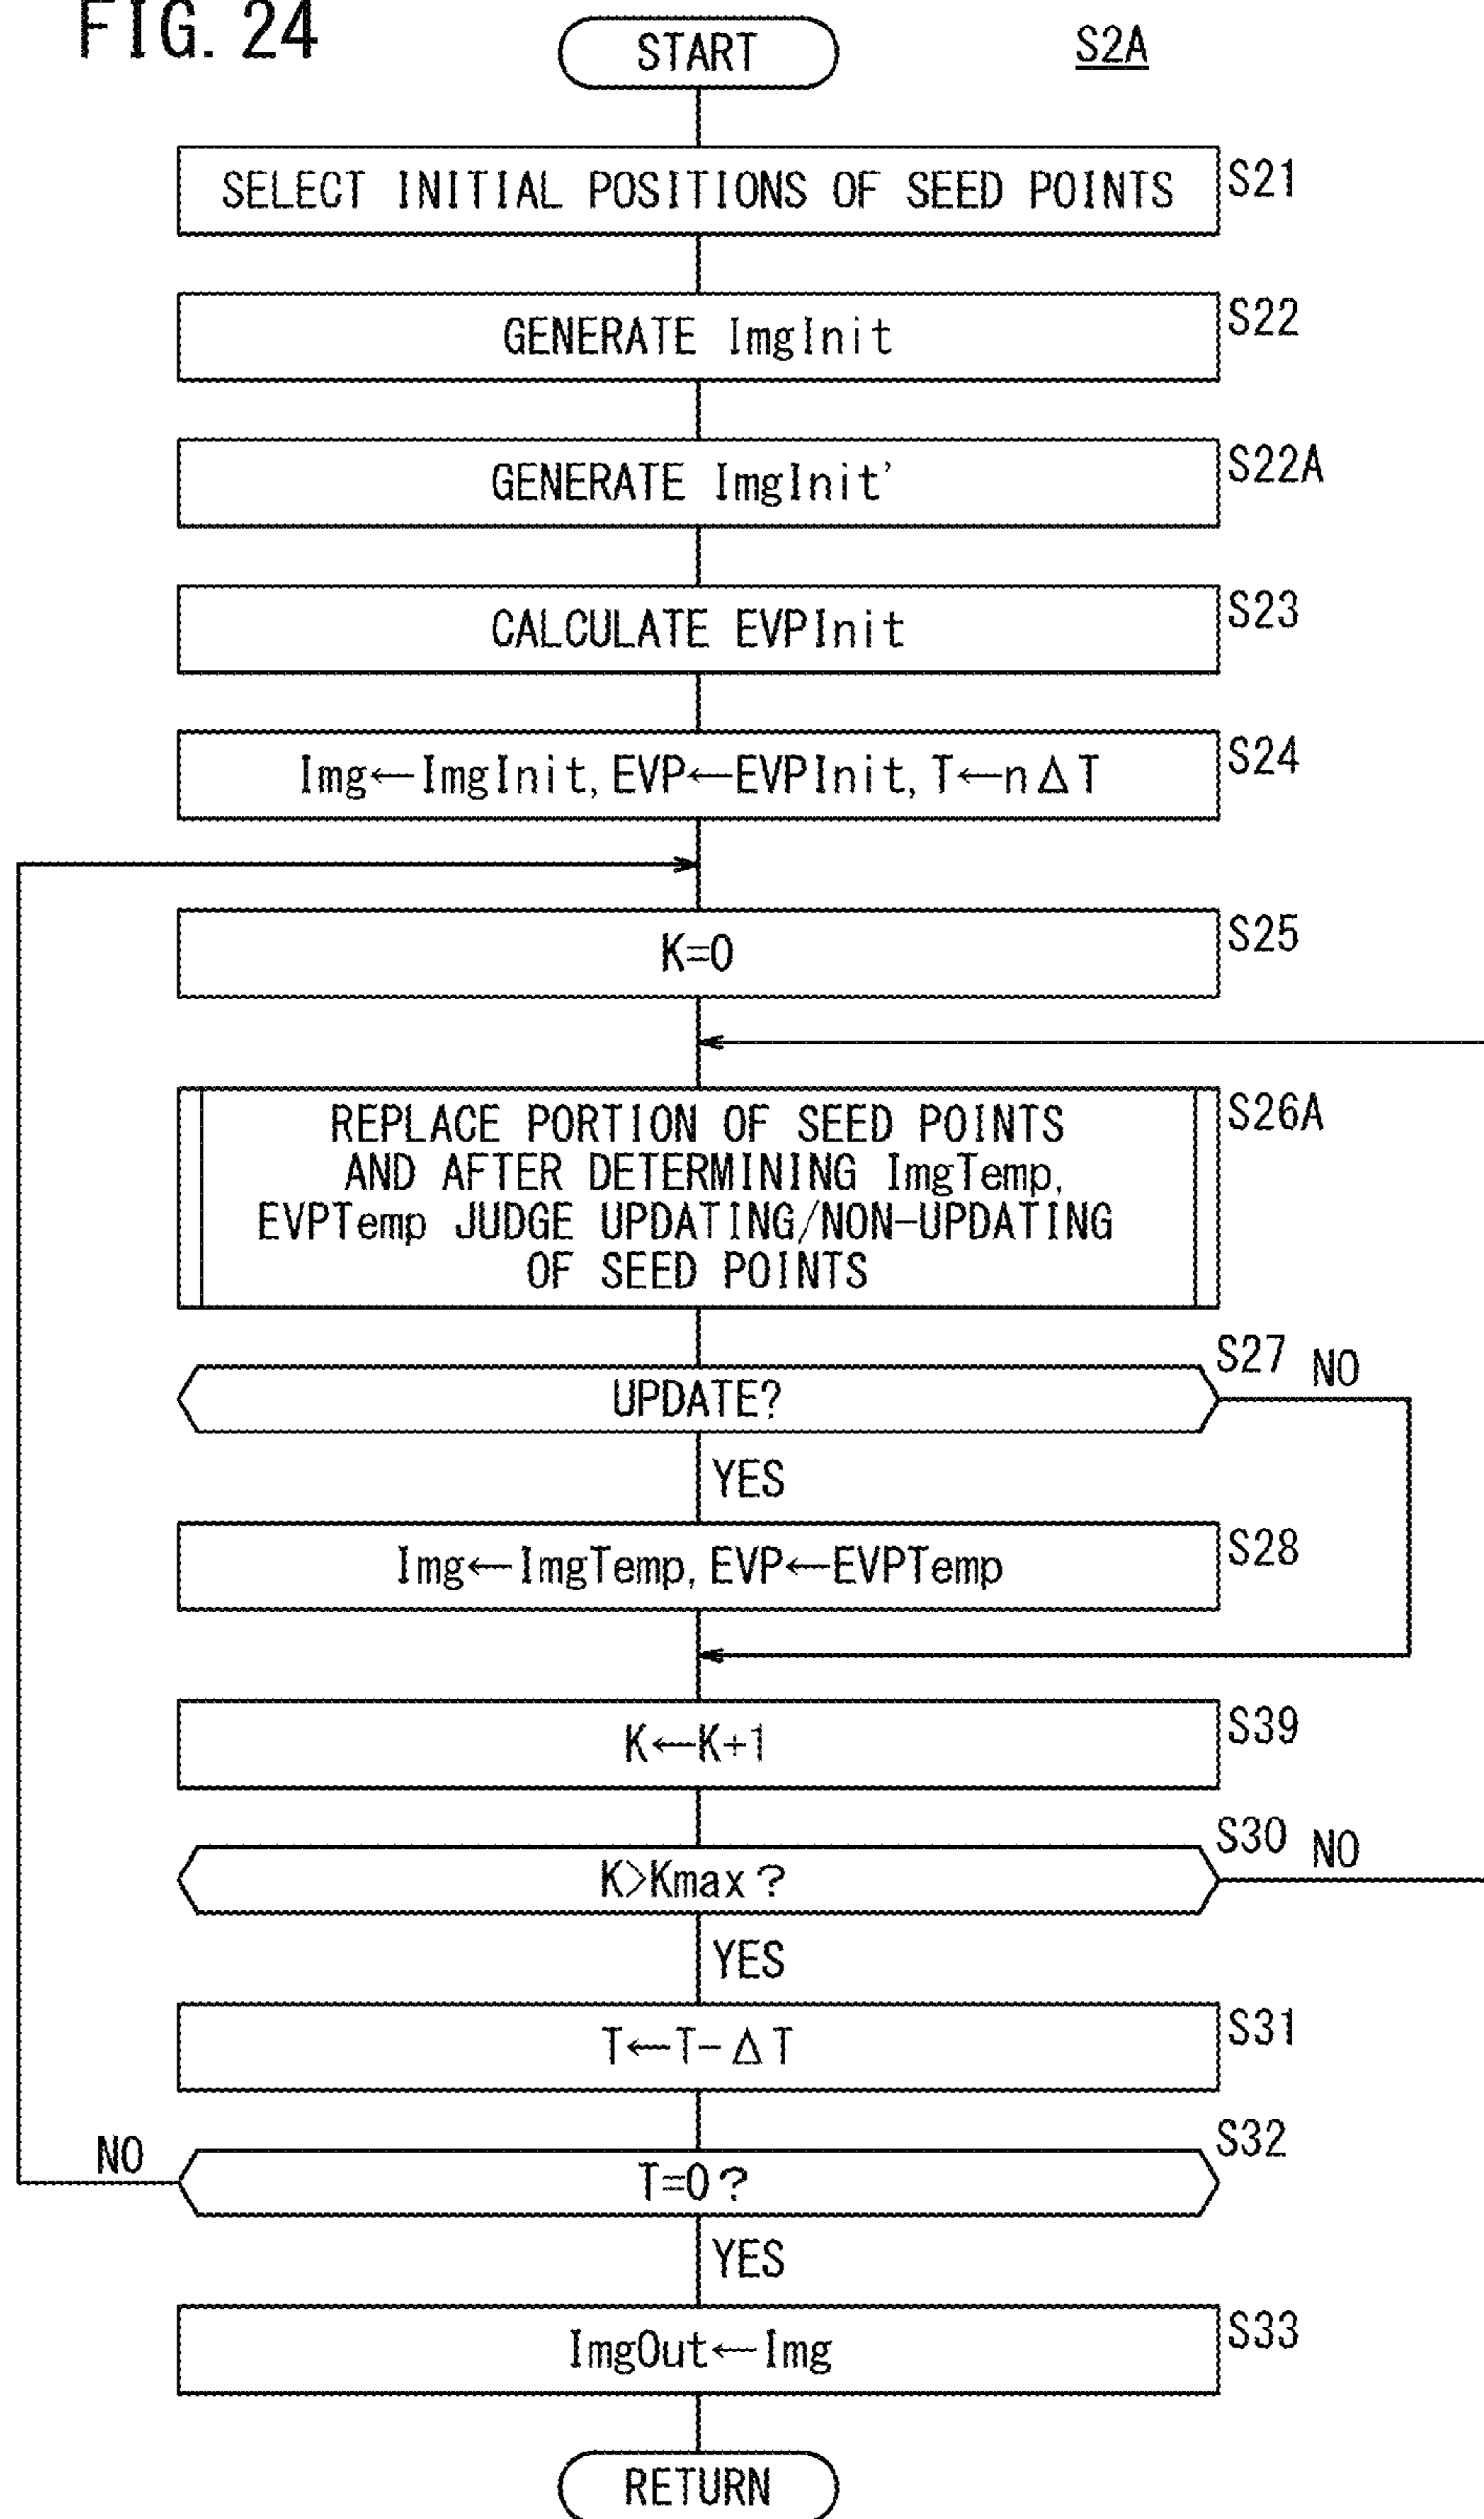 FIG. 24
START
S2A
SELECT INITIAL POSITIONS OF SEED POINTS
S21
GENERATE ImgInit
S22
GENERATE ImgInit'
S22A
CALCULATE EVPInit
S23
Img←ImgInit, EVP←EVPInit, T←nΔT
S24
K=0
S25
REPLACE PORTION OF SEED POINTS
AND AFTER DETERMINING ImgTemp,
EVPTemp JUDGE UPDATING/NON-UPDATING
OF SEED POINTS
S26A
UPDATE?
S27
NO
YES
Img←ImgTemp, EVP←EVPTemp
S28
K←K+1
S39
K>Kmax?
S30
NO
YES
T←T-ΔT
S31
T=0?
S32
NO
YES
ImgOut←Img
S33
RETURN